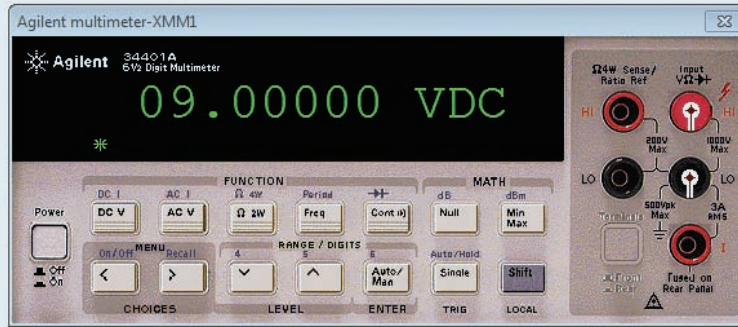 Agilent multimeter-XMM1
Agilent 34401A
6½ Digit Multimeter
09.00000 VDC
Ω4W Sense/
Ratio Ref
Input
VΩ
HI
HI
200V
Max
1000V
Max
LO
LO
500Vpk
Max
3A
RMS
Terminals
I
Front
Rear
Fused on
Rear Panal
FUNCTION
MATH
DC I
AC I
Ω 4W
Period
dB
dBm
Power
DC V
AC V
Ω 2W
Freq
Cont
Null
Min
Max
Off
On
On/Off
MENU
Recall
RANGE / DIGITS
4
5
6
Auto/Hold
<
>
Auto/
Man
Single
Shift
CHOICES
LEVEL
ENTER
TRIG
LOCAL